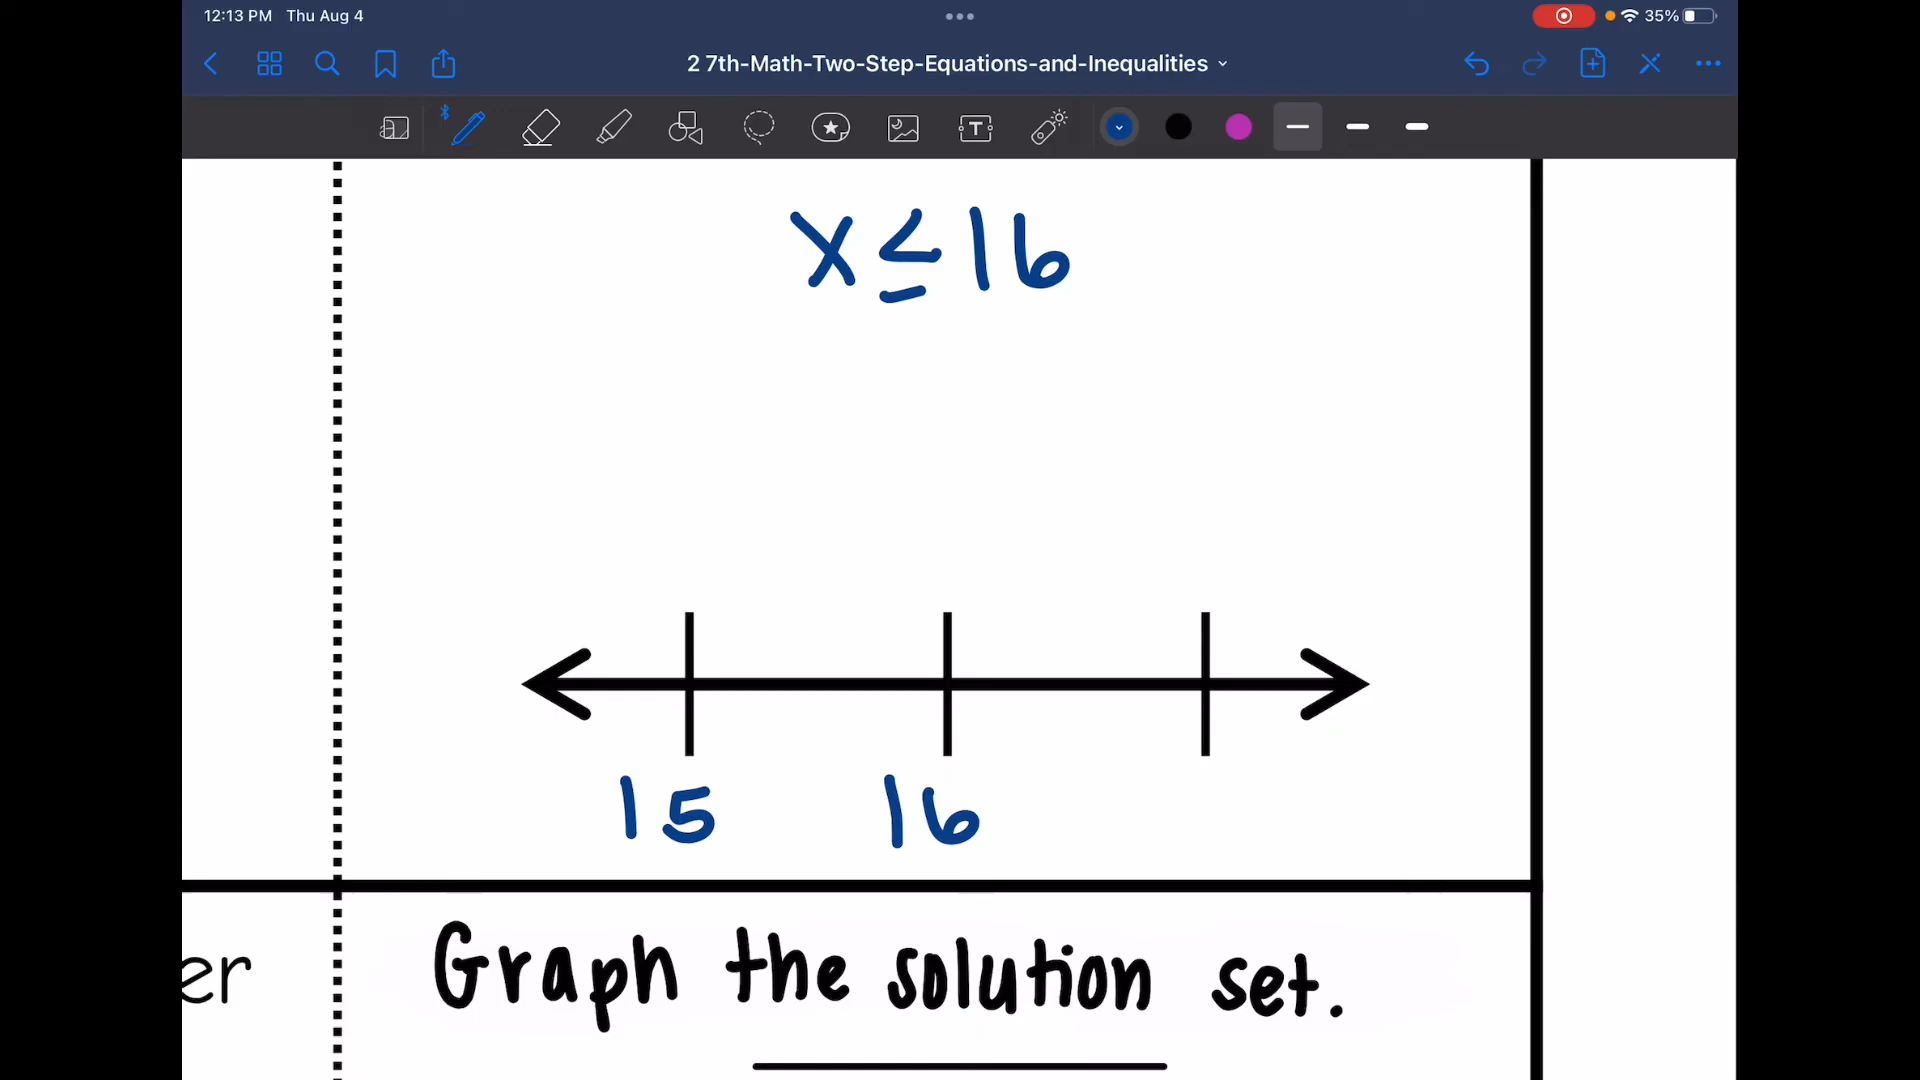 12:13 PM Thu Aug 4
35%
2 7th-Math-Two-Step-Equations-and-Inequalities
T
x ≤ 16
15 16
er
Graph the solution set.